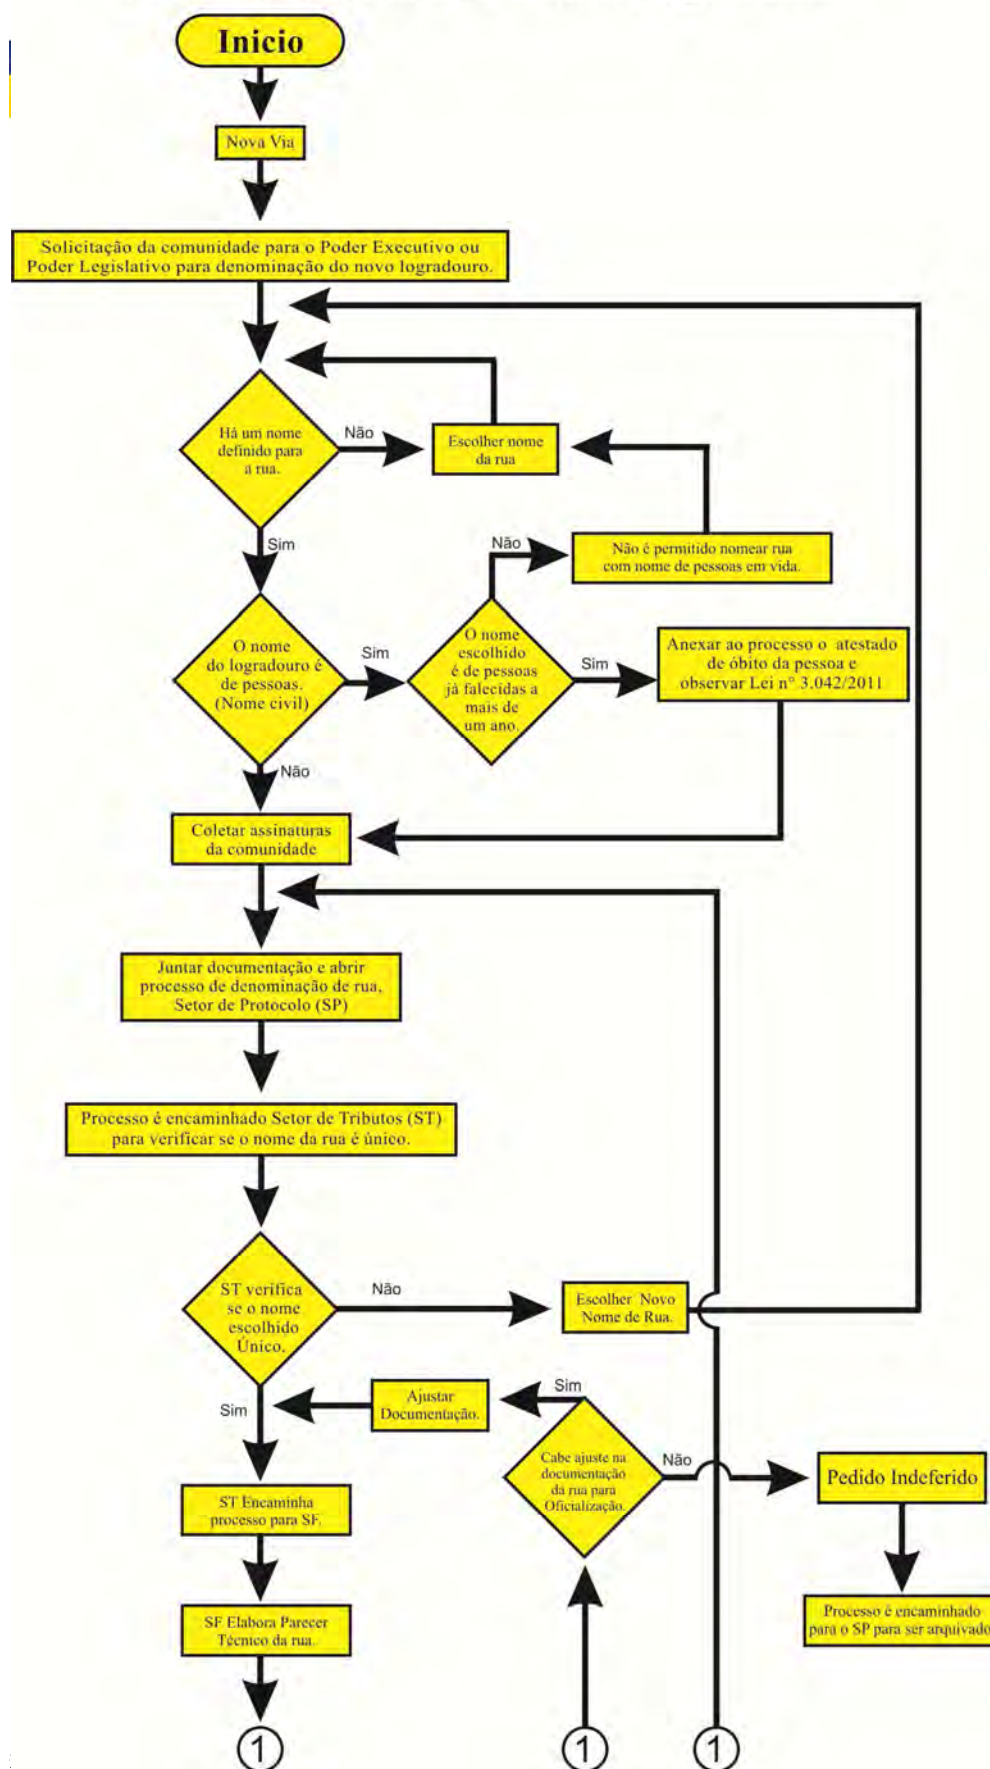 Inicio
Nova Via
Solicitação da comunidade para o Poder Executivo ou
Poder Legislativo para denominação do novo logradouro.
Há um nome
definido para
a rua.
Não
Escolher nome
da rua
Sim
Não
Não é permitido nomear rua
com nome de pessoas em vida.
O nome
do logradouro é
de pessoas.
(Nome civil)
Sim
O nome
escolhido
é de pessoas
já falecidas a
mais de
um ano.
Sim
Anexar ao processo o atestado
de óbito da pessoa e
observar Lei n° 3.042/2011
Não
Coletar assinaturas
da comunidade
Juntar documentação e abrir
processo de denominação de rua,
Setor de Protocolo (SP)
Processo é encaminhado Setor de Tributos (ST)
para verificar se o nome da rua é único.
ST verifica
se o nome
escolhido
Único.
Não
Escolher Novo
Nome de Rua.
Sim
Ajustar
Documentação.
Sim
Cabe ajuste na
documentação
da rua para
Oficialização.
Não
Pedido Indeferido
ST Encaminha
processo para SF.
SF Elabora Parecer
Técnico da rua.
Processo é encaminhado
para o SP para ser arquivado
1
1
1